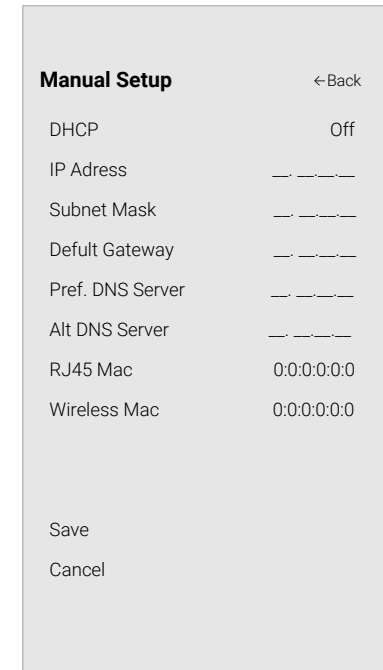 Manual Setup ←Back
DHCP Off
IP Adress __. __.__.__
Subnet Mask __. __.__.__
Defult Gateway __. __.__.__
Pref. DNS Server __. __.__.__
Alt DNS Server __. __.__.__
RJ45 Mac 0:0:0:0:0:0
Wireless Mac 0:0:0:0:0:0
Save
Cancel